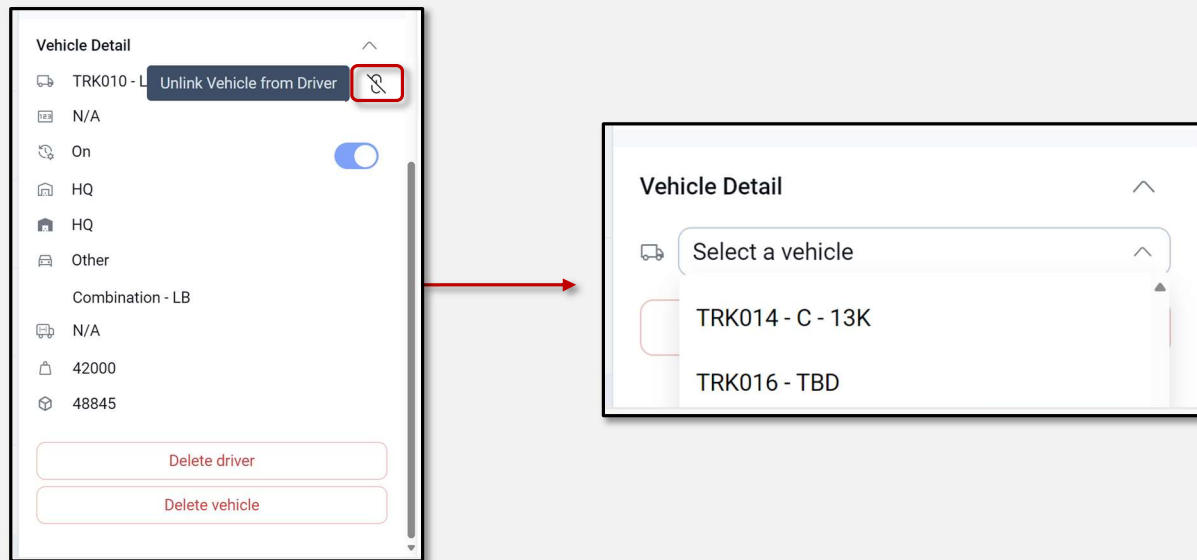 Vehicle Detail
TRK010 - L
Unlink Vehicle from Driver
123
N/A
On
HQ
HQ
Other
Combination - LB
N/A
42000
48845
Delete driver
Delete vehicle
Vehicle Detail
Select a vehicle
TRK014 - C - 13K
TRK016 - TBD